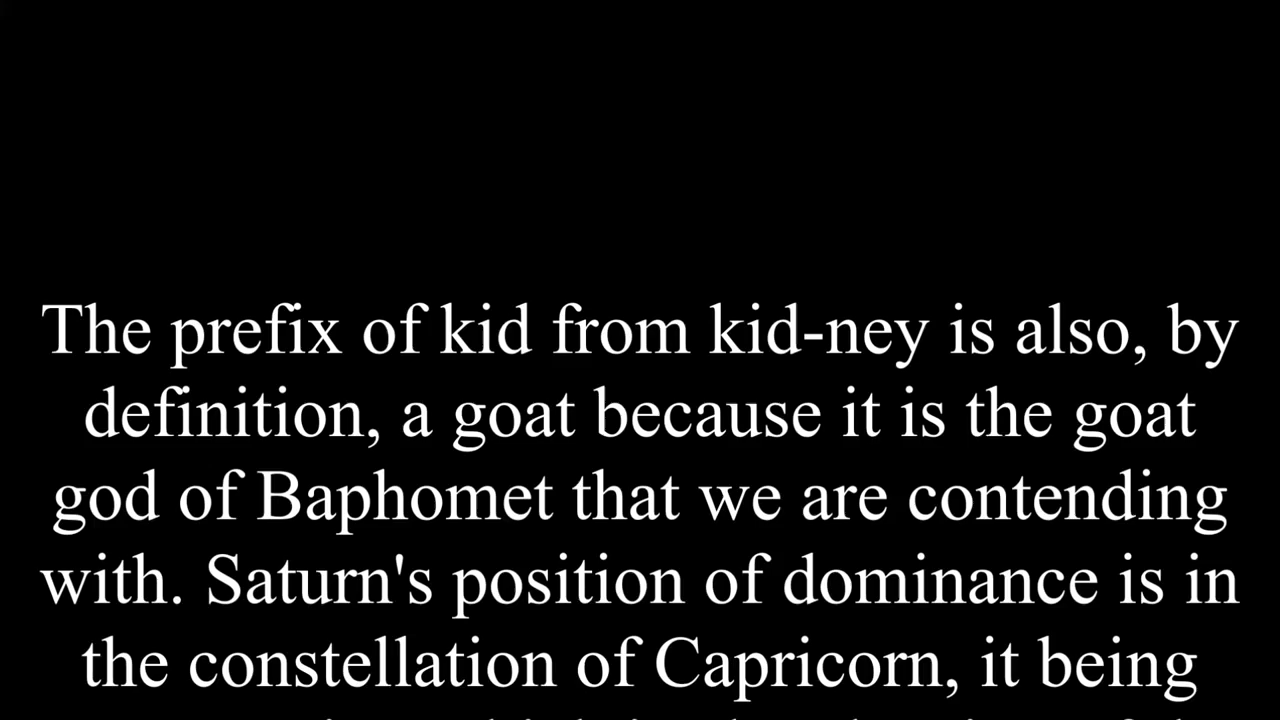 The prefix of kid from kid-ney is also, by
definition, a goat because it is the goat
god of Baphomet that we are contending
with. Saturn's position of dominance is in
the constellation of Capricorn, it being